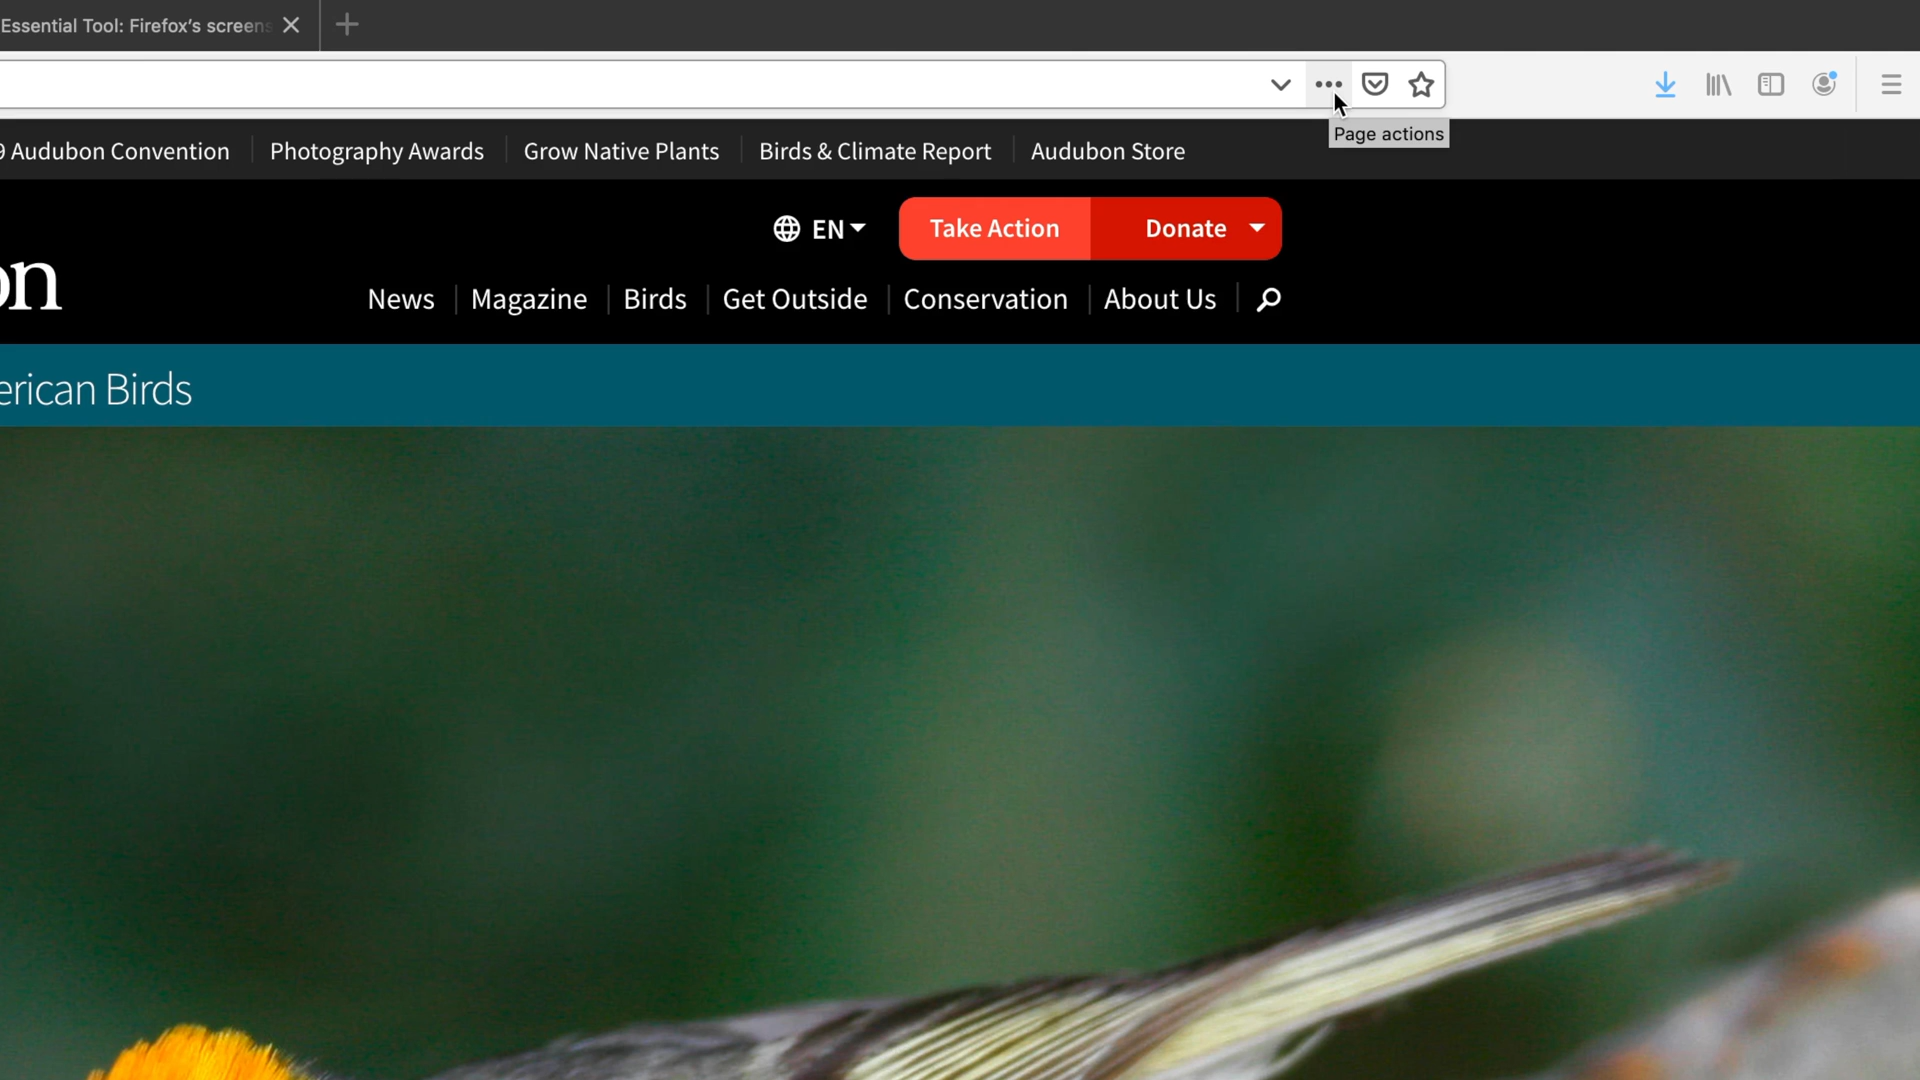 Essential Tool: Firefox's screens
Page actions
9 Audubon Convention
Photography Awards
Grow Native Plants
Birds & Climate Report
Audubon Store
EN
Take Action
Donate
on
News
Magazine
Birds
Get Outside
Conservation
About Us
erican Birds